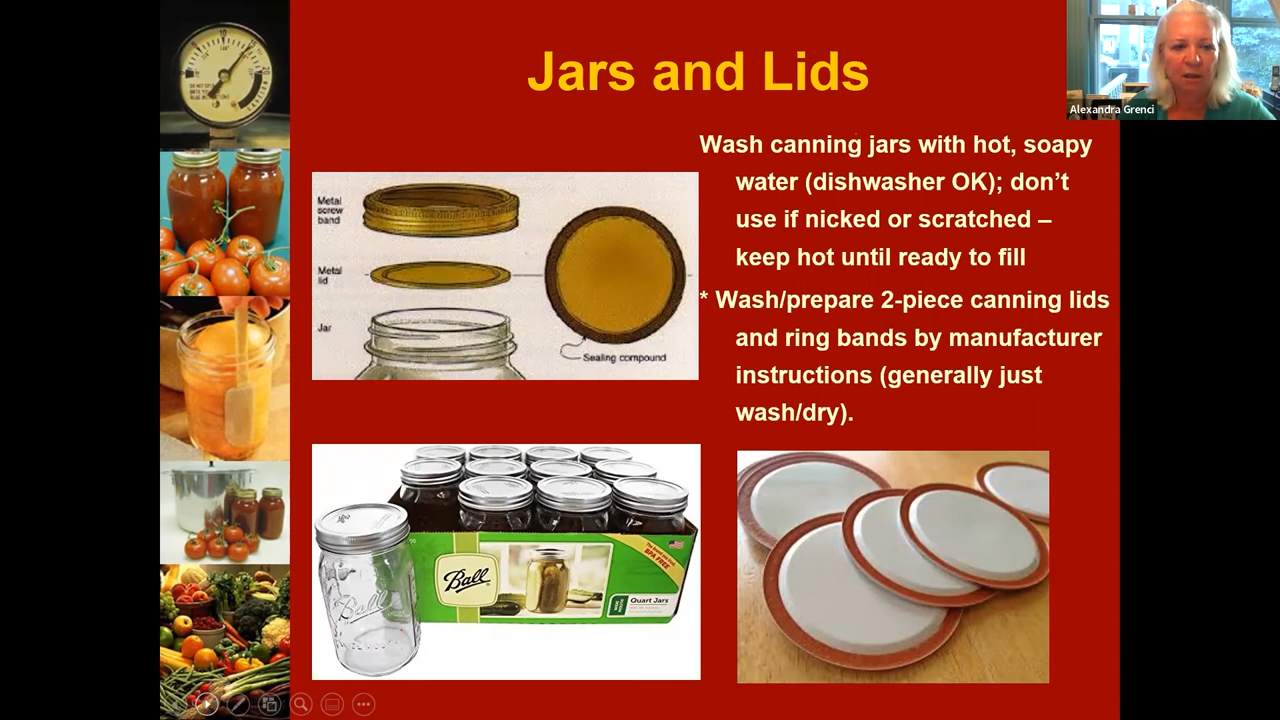 Jars and Lids
Alexandra Grenci
Wash canning jars with hot, soapy
water (dishwasher OK); don’t
use if nicked or scratched –
keep hot until ready to fill
* Wash/prepare 2-piece canning lids
and ring bands by manufacturer
instructions (generally just
wash/dry).
Metal
screw
band
Metal
lid
Jar
Sealing compound
Ball
BPA FREE
Quart Jars
Ball